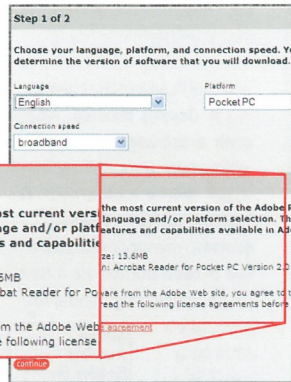 Step 1 of 2
Choose your language, platform, and connection speed. Yo
determine the version of software that you will download.
Language
Platform
English
Pocket PC
Connection speed
broadband
the most current version of the Adobe R
language and/or platform selection. Th
eatures and capabilities available in Ad
ze: 13.6MB
n: Acrobat Reader for Pocket PC Version 2.0
ware from the Adobe Web site, you agree to t
read the following license agreements before
agreement
continue
ost current vers
ge and/or platf
s and capabilitie
6MB
bat Reader for Po
m the Adobe Web
following license